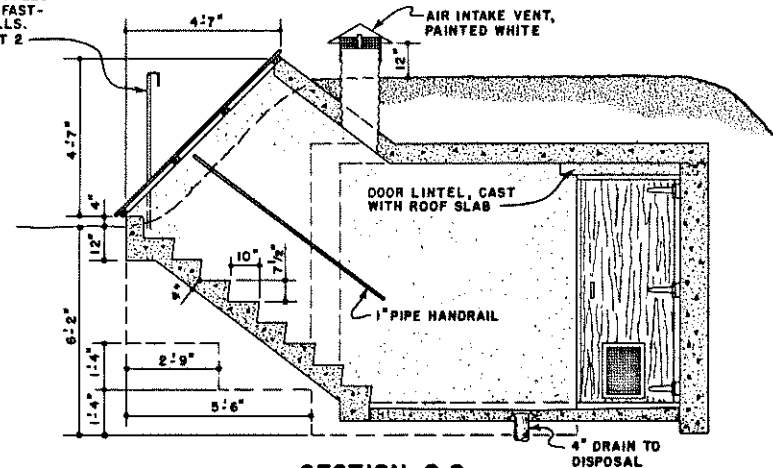 FAST-
LLS.
T 2
4'-7"
AIR INTAKE VENT,
PAINTED WHITE
12"
4'-7"
DOOR LINTEL, CAST
WITH ROOF SLAB
4"
12"
10"
7 1/2"
4"
1" PIPE HANDRAIL
6'-2"
1'-4"
2'-9"
1'-4"
5'-6"
4" DRAIN TO
DISPOSAL